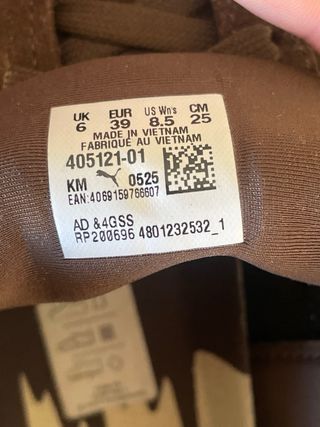 UK EUR US Wn's CM
6 39 8.5 25
MADE IN VIETNAM
FABRIQUÉ AU VIETNAM
405121-01
KM 0525
EAN:4069159766607
AD &4GSS
RP200696 4801232532_1